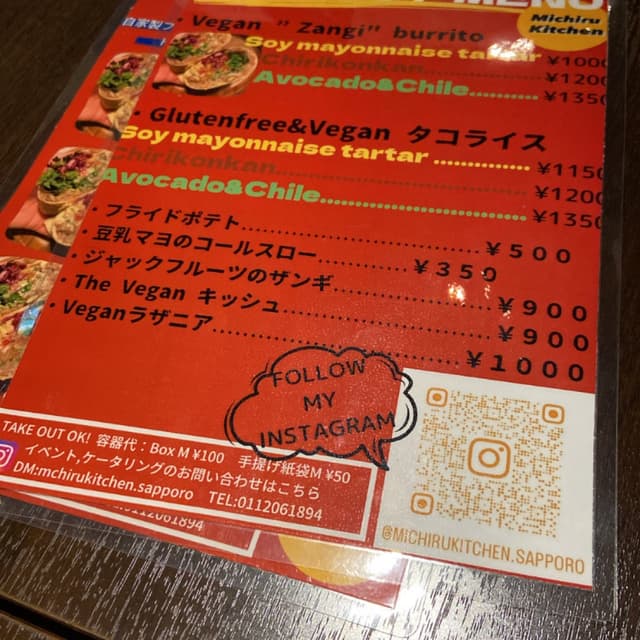 MENU
Michiru
Kitchen
自家製
・Vegan " Zangi" burrito
Soy mayonnaise tartar ¥1000
Chirikonkan............... ¥1200
Avocado&Chile.......... ¥1350
・Glutenfree&Vegan タコライス
Soy mayonnaise tartar .............. ¥1150
Chirikonkan........................ ¥1200
Avocado&Chile.............................. ¥1350
・フライドポテト........................ ¥500
・豆乳マヨのコールスロー............ ¥350
・ジャックフルーツのザンギ................ ¥900
・The Vegan キッシュ........................ ¥900
・Veganラザニア............................ ¥1000
FOLLOW
MY
INSTAGRAM
TAKE OUT OK! 容器代：Box M ¥100 手提げ紙袋M ¥50
イベント,ケータリングのお問い合わせはこちら
DM:mchirukitchen.sapporo TEL:0112061894
@MICHIRUKITCHEN.SAPPORO
:0112061894